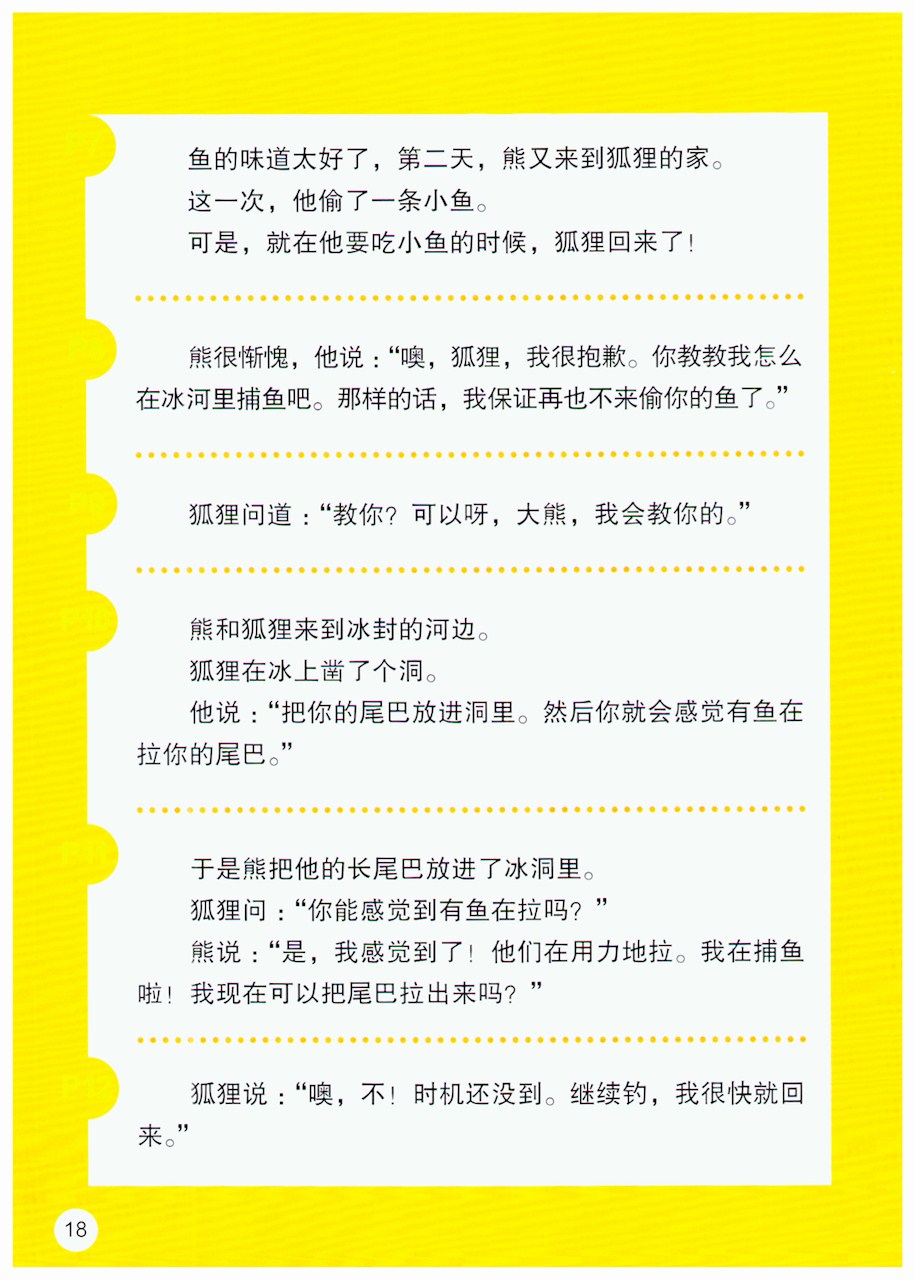 鱼的味道太好了，第二天，熊又来到狐狸的家。
这一次，他偷了一条小鱼。
可是，就在他要吃小鱼的时候，狐狸回来了！
熊很惭愧，他说：“噢，狐狸，我很抱歉。你教教我怎么
在冰河里捕鱼吧。那样的话，我保证再也不来偷你的鱼了。”
狐狸问道：“教你？可以呀，大熊，我会教你的。”
熊和狐狸来到冰封的河边。
狐狸在冰上凿了个洞。
他说：“把你的尾巴放进洞里。然后你就会感觉有鱼在
拉你的尾巴。”
于是熊把他的长尾巴放进了冰洞里。
狐狸问：“你能感觉到有鱼在拉吗？”
熊说：“是，我感觉到了！他们在用力地拉。我在捕鱼
啦！我现在可以把尾巴拉出来吗？”
狐狸说：“噢，不！时机还没到。继续钓，我很快就回
来。”
18